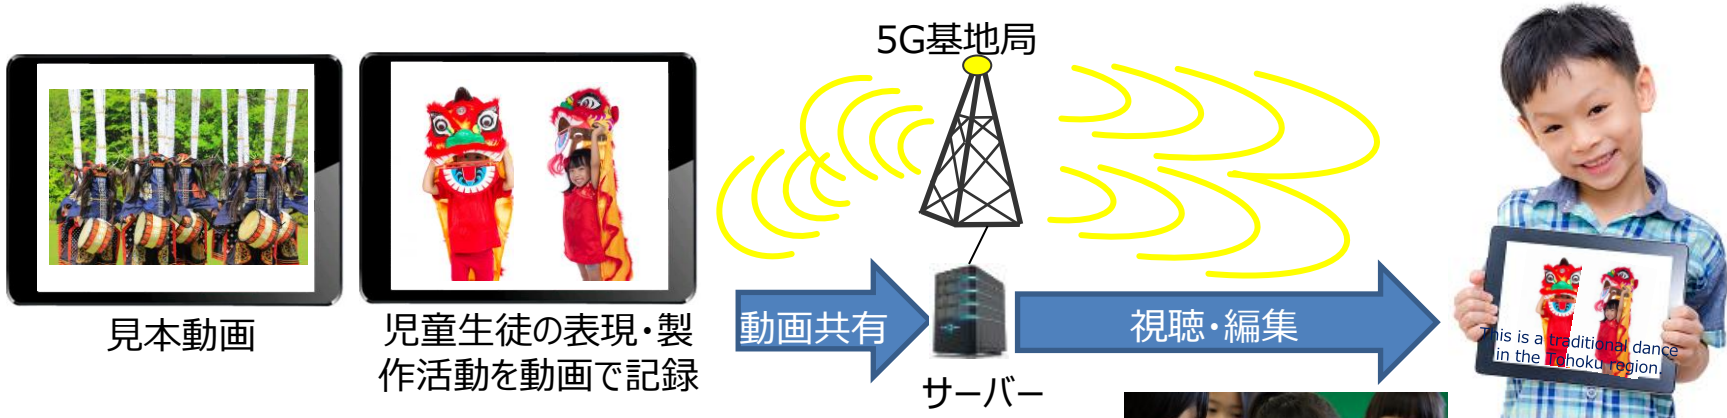 5G基地局
見本動画
児童生徒の表現・製
作活動を動画で記録
動画共有
サーバー
視聴・編集
This is a traditional dance
in the Tohoku region.